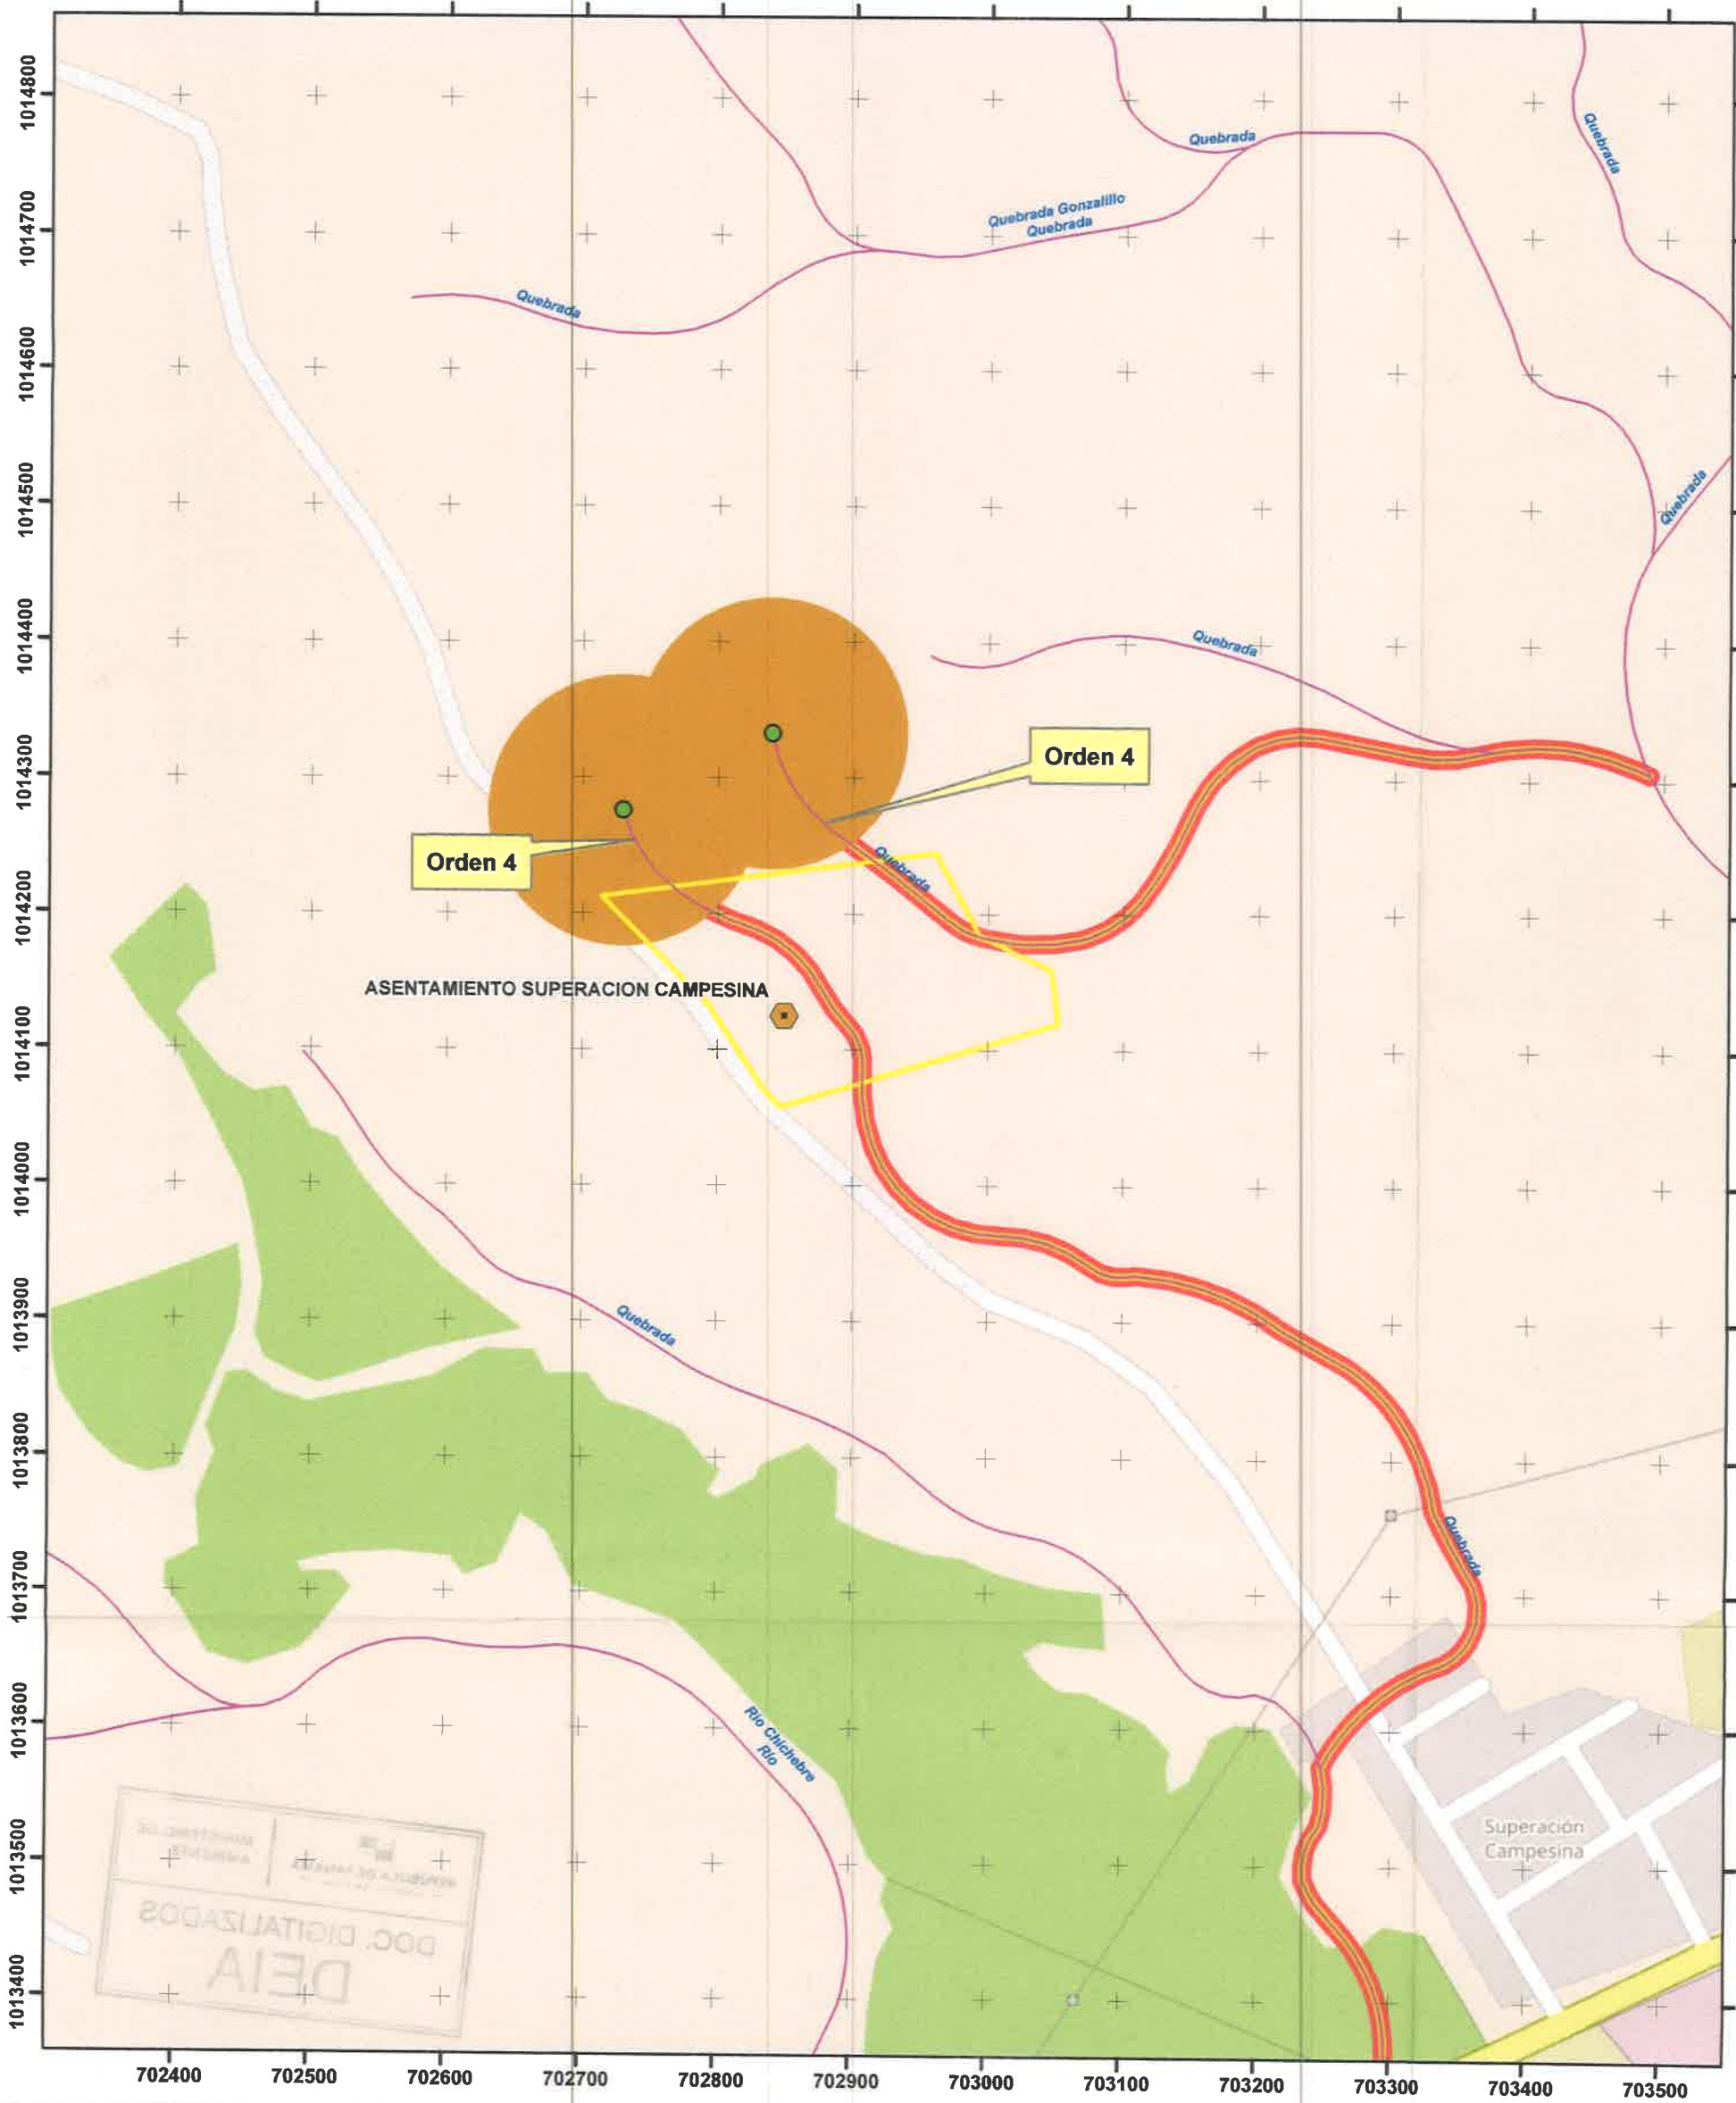 1014800
1014700
1014600
1014500
1014400
1014300
1014200
1014100
1014000
1013900
1013800
1013700
1013600
1013500
1013400
Quebrada
Quebrada
Quebrada Gonzalillo
Quebrada
Quebrada
Quebrada
Quebrada
Orden 4
Orden 4
Quebrada
ASENTAMIENTO SUPERACION CAMPESINA
Quebrada
Quebrada
Río Chichebre
Río
Superación
Campesina
DOC. DIGITALIZADOS
DEIA
702400 702500 702600 702700 702800 702900 703000 703100 703200 703300 703400 703500